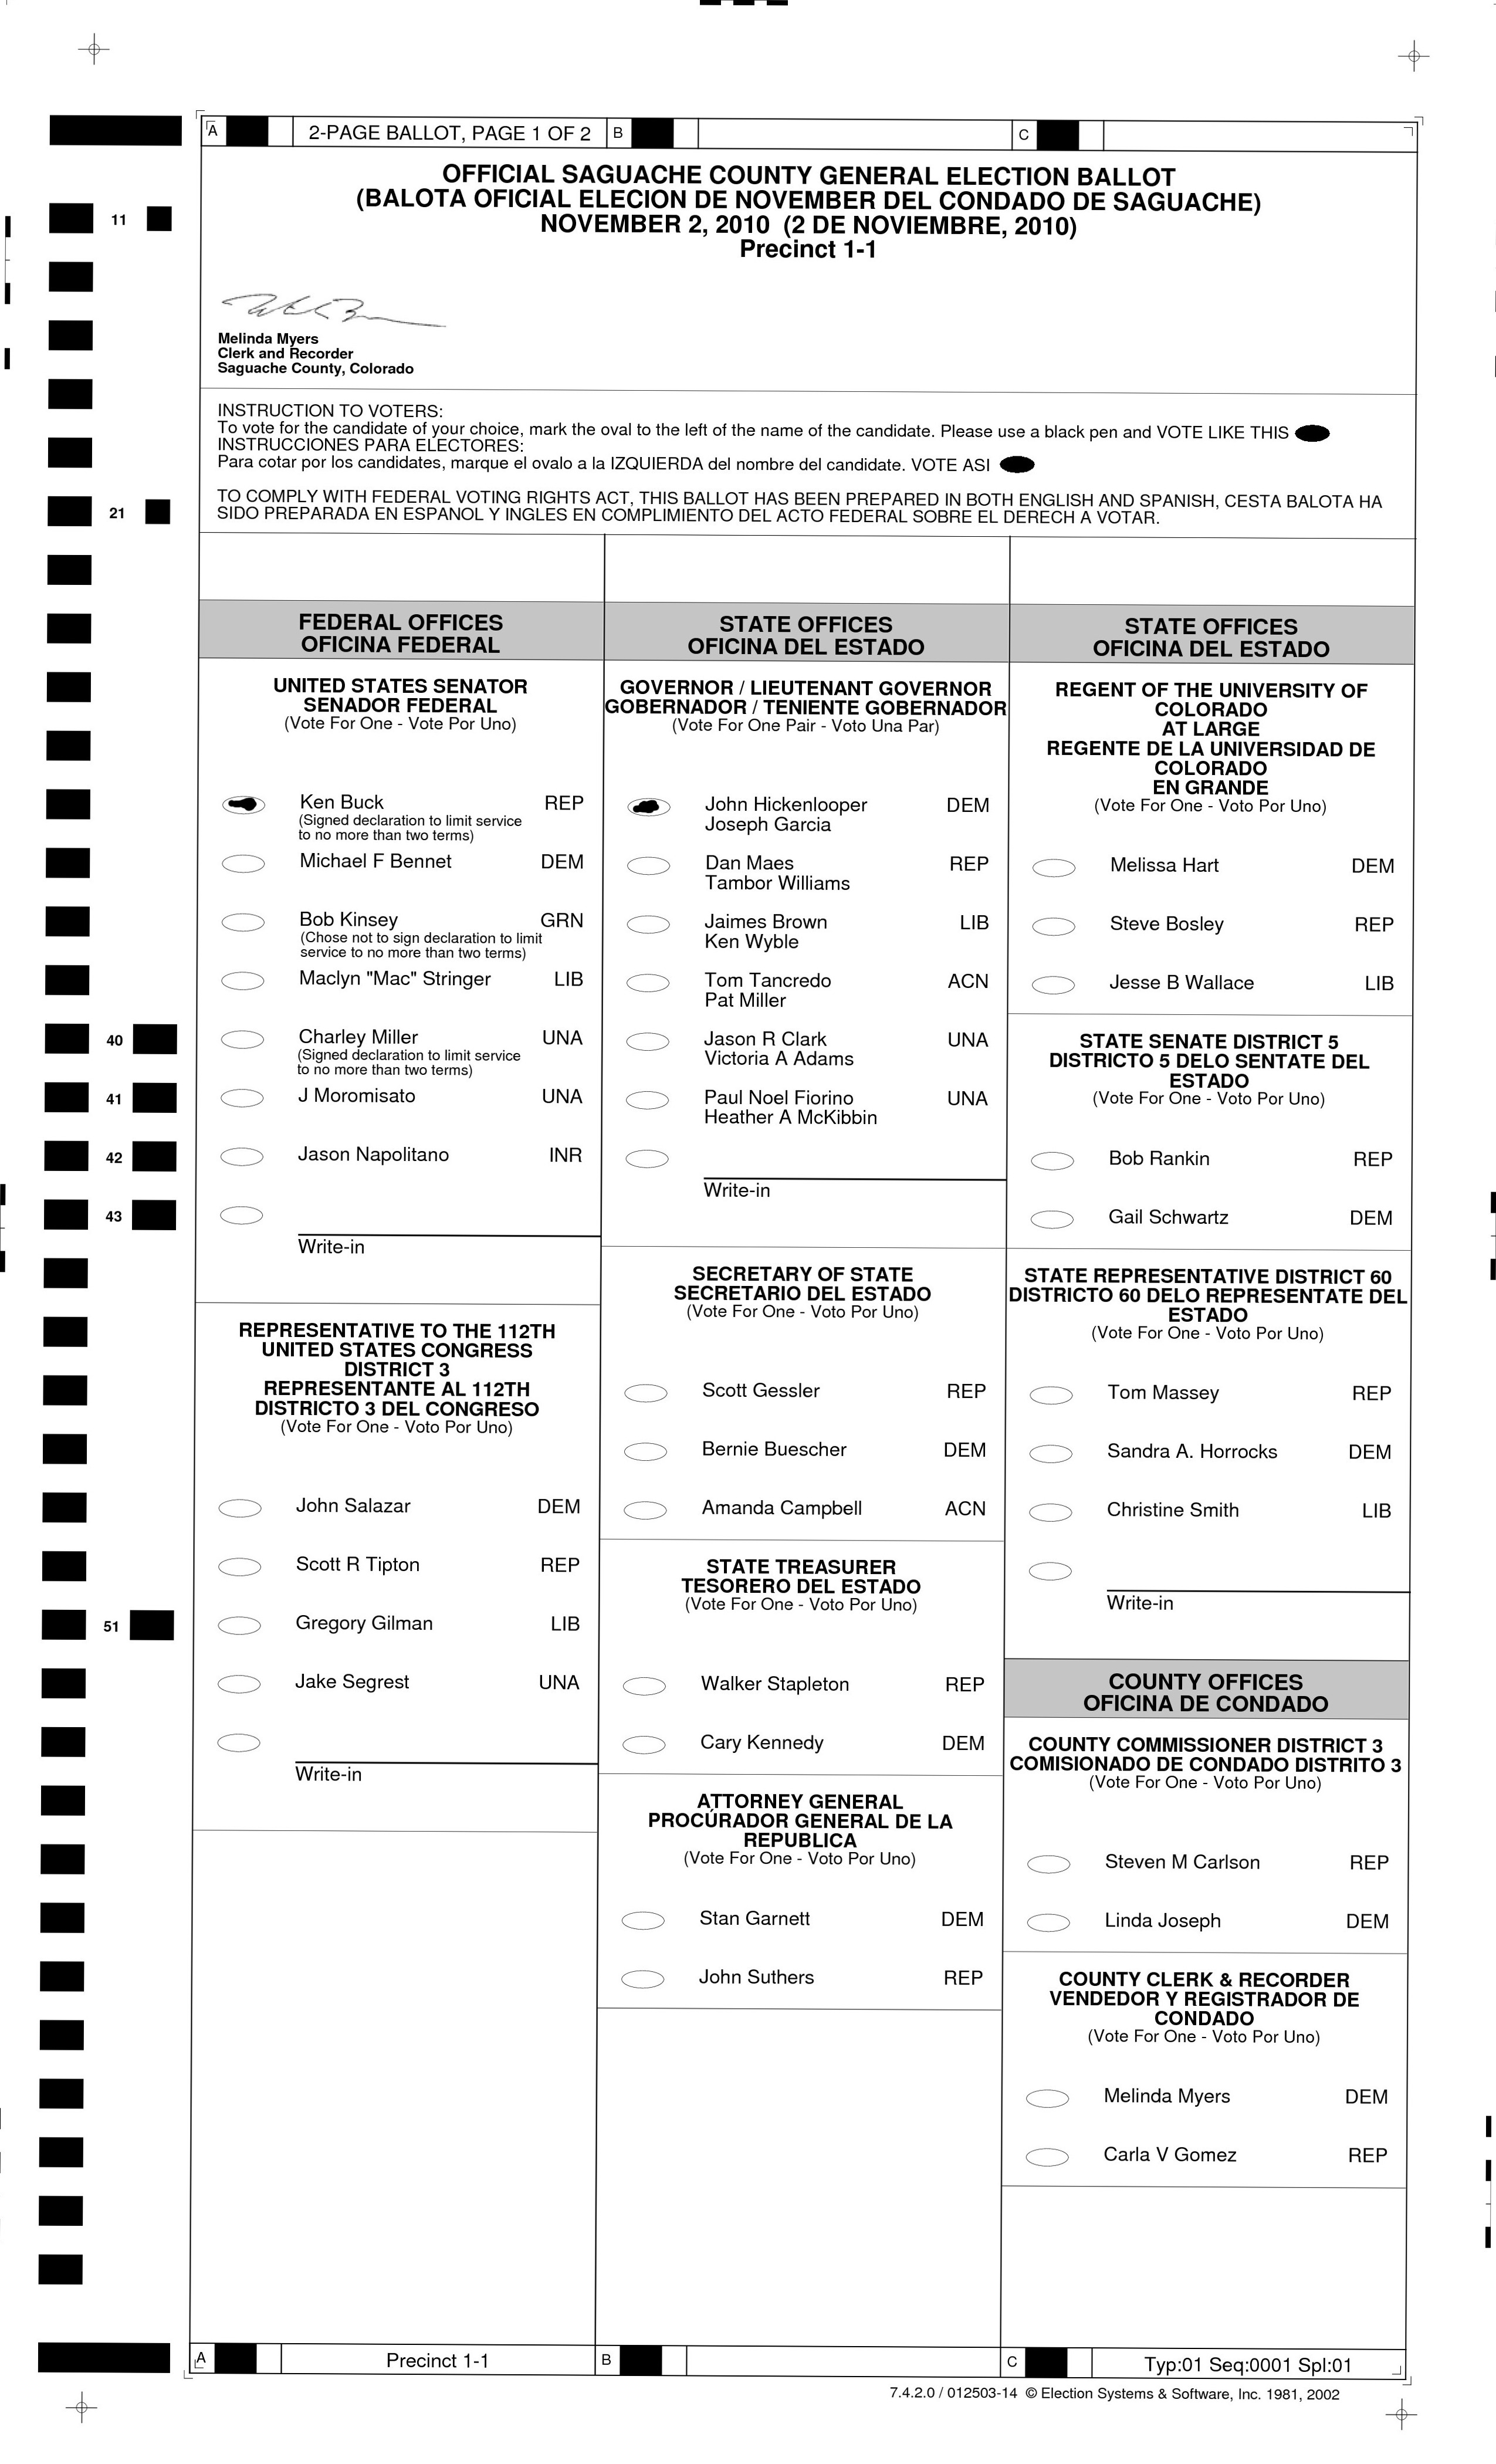 A 2-PAGE BALLOT, PAGE 1 OF 2 B C
OFFICIAL SAGUACHE COUNTY GENERAL ELECTION BALLOT
(BALOTA OFICIAL ELECION DE NOVEMBER DEL CONDADO DE SAGUACHE)
NOVEMBER 2, 2010 (2 DE NOVIEMBRE, 2010)
Precinct 1-1
11
Melinda Myers
Clerk and Recorder
Saguache County, Colorado
INSTRUCTION TO VOTERS:
To vote for the candidate of your choice, mark the oval to the left of the name of the candidate. Please use a black pen and VOTE LIKE THIS
INSTRUCCIONES PARA ELECTORES:
Para cotar por los candidates, marque el ovalo a la IZQUIERDA del nombre del candidate. VOTE ASI
TO COMPLY WITH FEDERAL VOTING RIGHTS ACT, THIS BALLOT HAS BEEN PREPARED IN BOTH ENGLISH AND SPANISH, CESTA BALOTA HA
SIDO PREPARADA EN ESPANOL Y INGLES EN COMPLIMIENTO DEL ACTO FEDERAL SOBRE EL DERECH A VOTAR.
21
40
41
42
43
51
FEDERAL OFFICES
OFICINA FEDERAL
UNITED STATES SENATOR
SENADOR FEDERAL
(Vote For One - Vote Por Uno)
Ken Buck REP
(Signed declaration to limit service
to no more than two terms)
Michael F Bennet DEM
Bob Kinsey GRN
(Chose not to sign declaration to limit
service to no more than two terms)
Maclyn "Mac" Stringer LIB
Charley Miller UNA
(Signed declaration to limit service
to no more than two terms)
J Moromisato UNA
Jason Napolitano INR
Write-in
REPRESENTATIVE TO THE 112TH
UNITED STATES CONGRESS
DISTRICT 3
REPRESENTANTE AL 112TH
DISTRICTO 3 DEL CONGRESO
(Vote For One - Voto Por Uno)
John Salazar DEM
Scott R Tipton REP
Gregory Gilman LIB
Jake Segrest UNA
Write-in
STATE OFFICES
OFICINA DEL ESTADO
GOVERNOR / LIEUTENANT GOVERNOR
GOBERNADOR / TENIENTE GOBERNADOR
(Vote For One Pair - Voto Una Par)
John Hickenlooper DEM
Joseph Garcia
Dan Maes REP
Tambor Williams
Jaimes Brown LIB
Ken Wyble
Tom Tancredo ACN
Pat Miller
Jason R Clark UNA
Victoria A Adams
Paul Noel Fiorino UNA
Heather A McKibbin
Write-in
SECRETARY OF STATE
SECRETARIO DEL ESTADO
(Vote For One - Voto Por Uno)
Scott Gessler REP
Bernie Buescher DEM
Amanda Campbell ACN
STATE TREASURER
TESORERO DEL ESTADO
(Vote For One - Voto Por Uno)
Walker Stapleton REP
Cary Kennedy DEM
ATTORNEY GENERAL
PROCÚRADOR GENERAL DE LA
REPUBLICA
(Vote For One - Voto Por Uno)
Stan Garnett DEM
John Suthers REP
STATE OFFICES
OFICINA DEL ESTADO
REGENT OF THE UNIVERSITY OF
COLORADO
AT LARGE
REGENTE DE LA UNIVERSIDAD DE
COLORADO
EN GRANDE
(Vote For One - Voto Por Uno)
Melissa Hart DEM
Steve Bosley REP
Jesse B Wallace LIB
STATE SENATE DISTRICT 5
DISTRICTO 5 DELO SENTATE DEL
ESTADO
(Vote For One - Voto Por Uno)
Bob Rankin REP
Gail Schwartz DEM
STATE REPRESENTATIVE DISTRICT 60
DISTRICTO 60 DELO REPRESENTATE DEL
ESTADO
(Vote For One - Voto Por Uno)
Tom Massey REP
Sandra A. Horrocks DEM
Christine Smith LIB
Write-in
COUNTY OFFICES
OFICINA DE CONDADO
COUNTY COMMISSIONER DISTRICT 3
COMISIONADO DE CONDADO DISTRITO 3
(Vote For One - Voto Por Uno)
Steven M Carlson REP
Linda Joseph DEM
COUNTY CLERK & RECORDER
VENDEDOR Y REGISTRADOR DE
CONDADO
(Vote For One - Voto Por Uno)
Melinda Myers DEM
Carla V Gomez REP
A Precinct 1-1 B C Typ:01 Seq:0001 Spl:01
7.4.2.0 / 012503-14 © Election Systems & Software, Inc. 1981, 2002